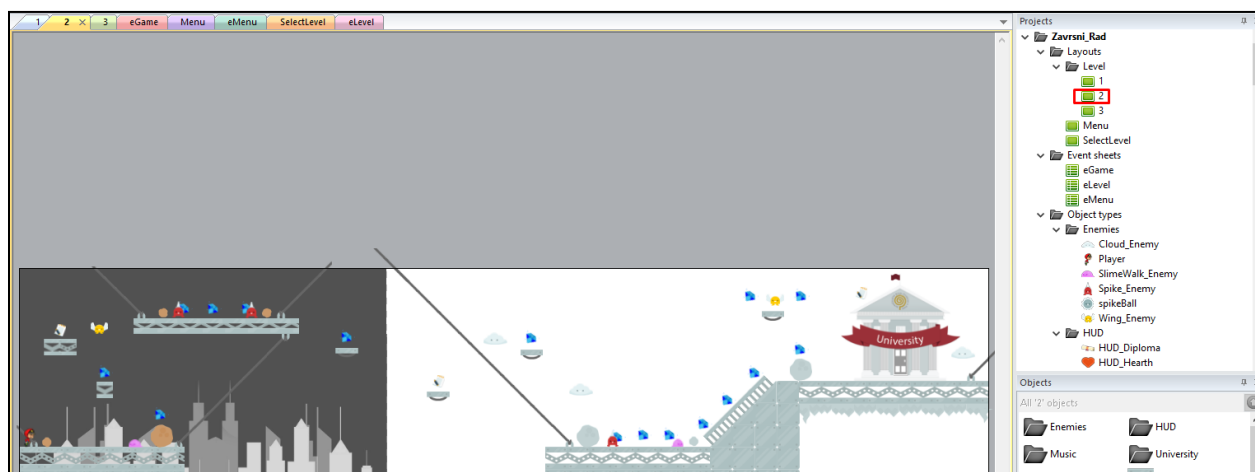 1 2 × 3 eGame Menu eMenu SelectLevel eLevel
University
Projects
Zavrsni_Rad
Layouts
Level
1
2
3
Menu
SelectLevel
Event sheets
eGame
eLevel
eMenu
Object types
Enemies
Cloud_Enemy
Player
SlimeWalk_Enemy
Spike_Enemy
spikeBall
Wing_Enemy
HUD
HUD_Diploma
HUD_Hearth
Objects
All '2' objects
Enemies HUD
Music University